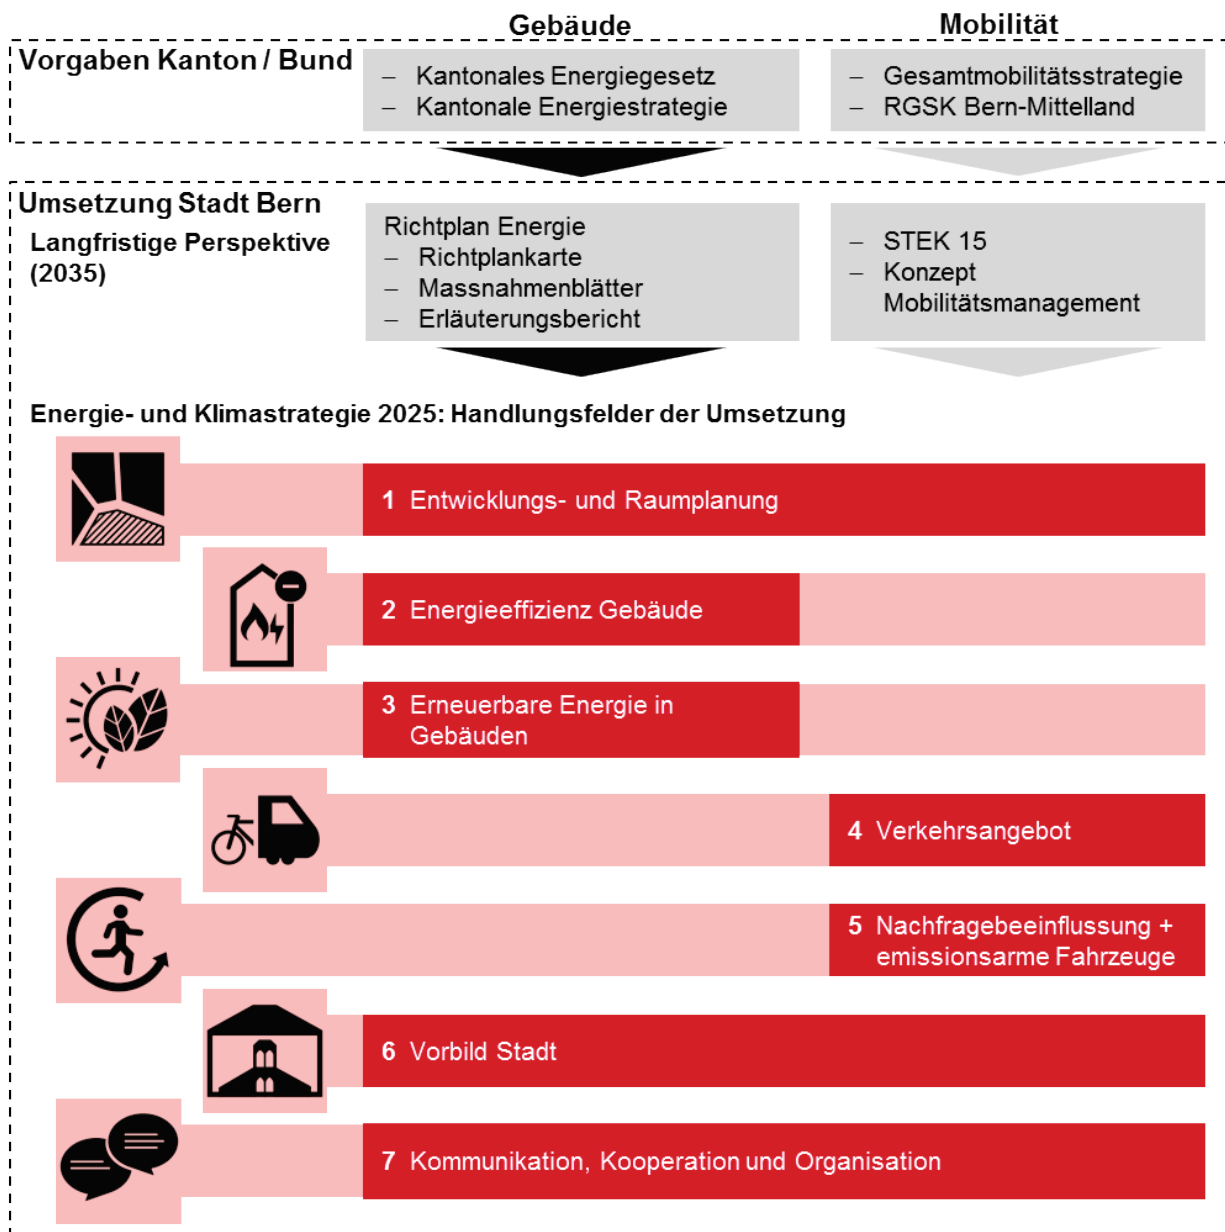 Gebäude
Mobilität
Vorgaben Kanton / Bund
– Kantonales Energiegesetz
– Kantonale Energiestrategie
– Gesamtmobilitätsstrategie
– RGSK Bern-Mittelland
Umsetzung Stadt Bern
Langfristige Perspektive
(2035)
Richtplan Energie
– Richtplankarte
– Massnahmenblätter
– Erläuterungsbericht
– STEK 15
– Konzept
Mobilitätsmanagement
Energie- und Klimastrategie 2025: Handlungsfelder der Umsetzung
1 Entwicklungs- und Raumplanung
2 Energieeffizienz Gebäude
3 Erneuerbare Energie in
Gebäuden
4 Verkehrsangebot
5 Nachfragebeeinflussung +
emissionsarme Fahrzeuge
6 Vorbild Stadt
7 Kommunikation, Kooperation und Organisation